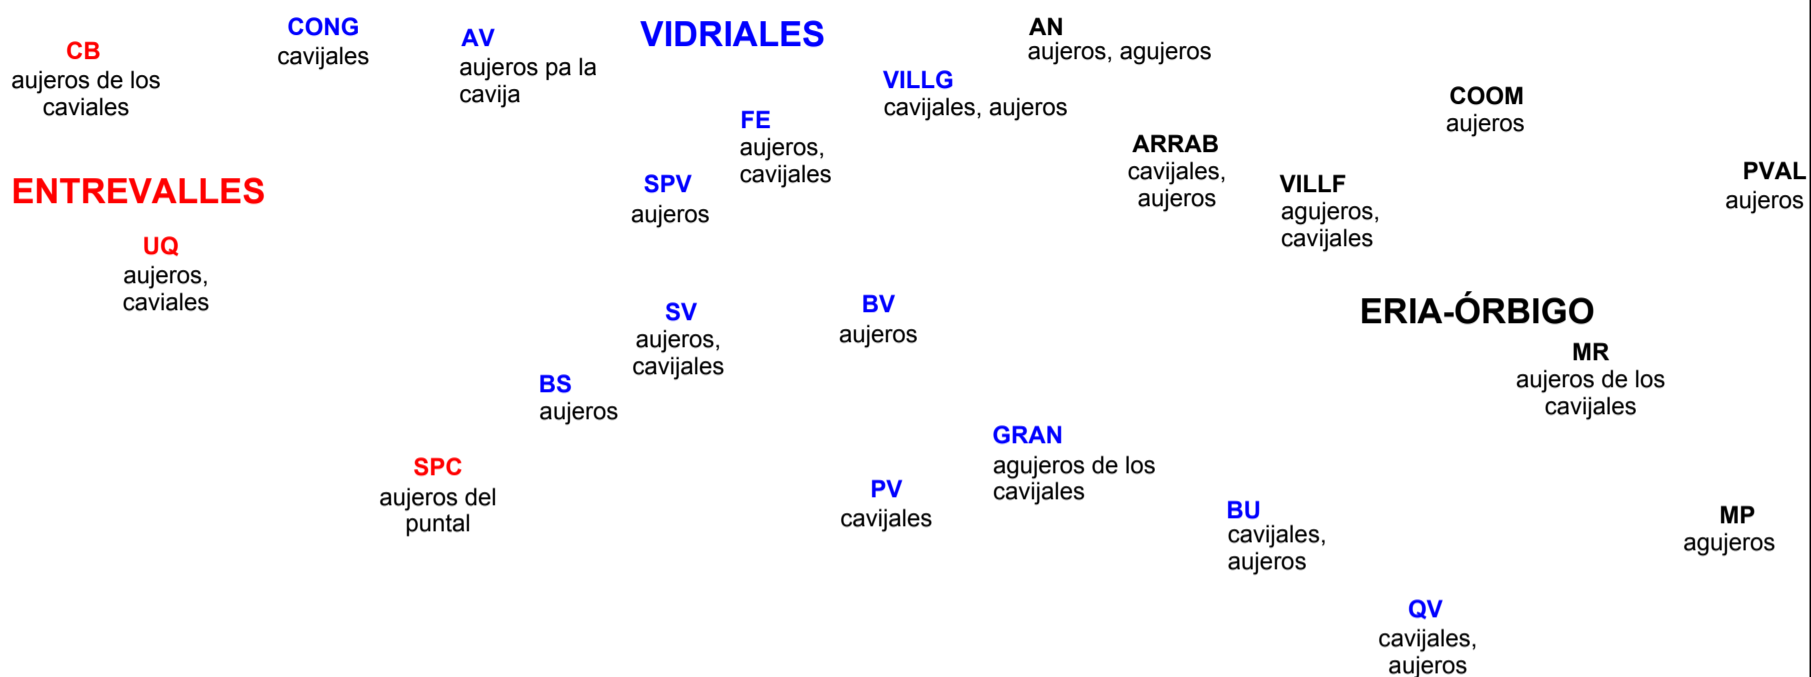 CB
aujeros de los
caviales
CONG
cavijales
AV
aujeros pa la
cavija
VIDRIALES
AN
aujeros, agujeros
VILLG
cavijales, aujeros
FE
aujeros,
cavijales
COOM
aujeros
ARRAB
cavijales,
aujeros
SPV
aujeros
VILLF
agujeros,
cavijales
PVAL
aujeros
ENTREVALLES
UQ
aujeros,
caviales
SV
aujeros,
cavijales
BV
aujeros
ERIA-ÓRBIGO
MR
aujeros de los
cavijales
BS
aujeros
GRAN
agujeros de los
cavijales
SPC
aujeros del
puntal
PV
cavijales
BU
cavijales,
aujeros
MP
agujeros
QV
cavijales,
aujeros